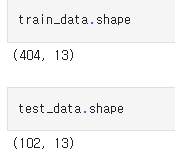 train_data.shape
(404, 13)
test_data.shape
(102, 13)